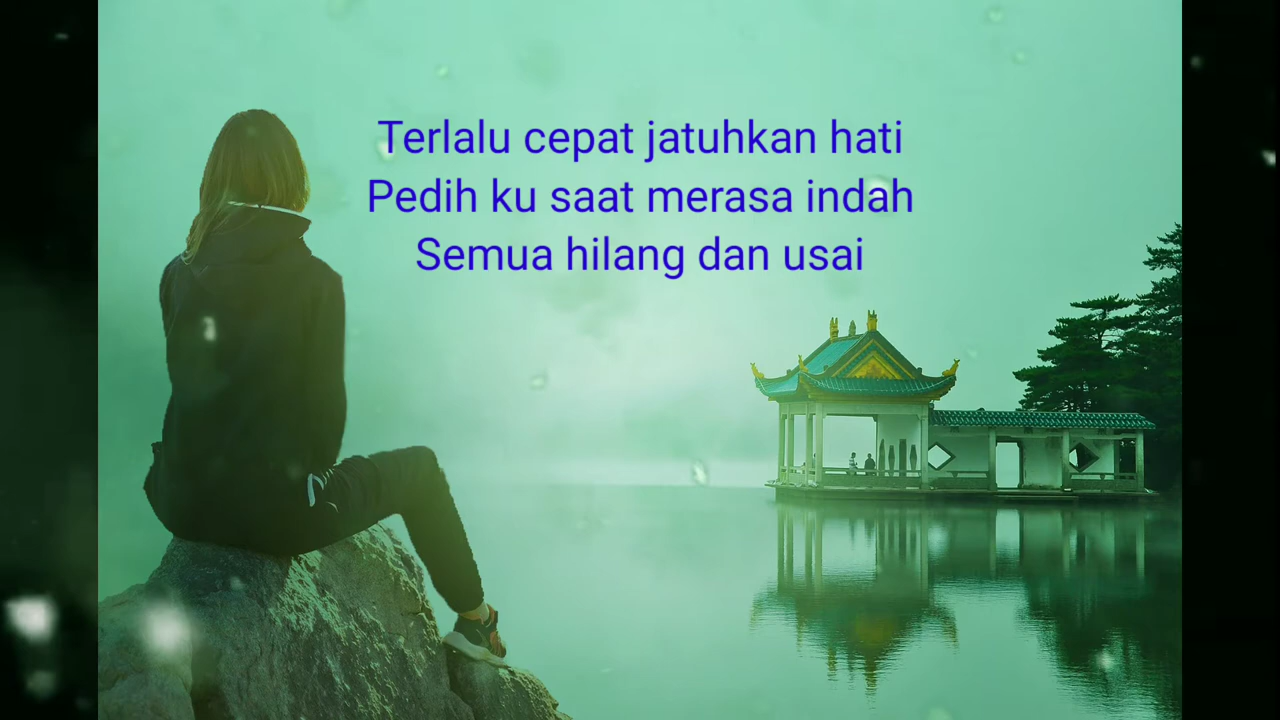 Terlalu cepat jatuhkan hati
Pedih ku saat merasa indah
Semua hilang dan usai